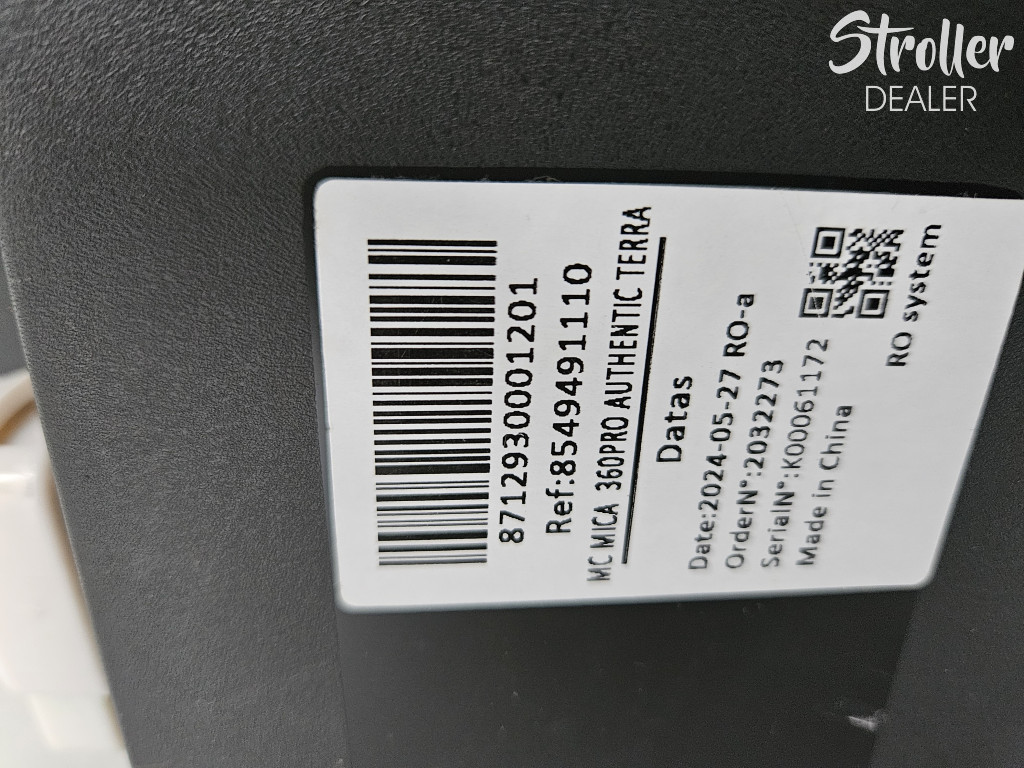 Stroller
DEALER
8712930001201
Ref:8549491110
MC MICA 360PRO AUTHENTIC TERRA
Datas
Date:2024-05-27 RO-a
OrderN°:2032273
SerialN°:K00061172
Made in China
RO system